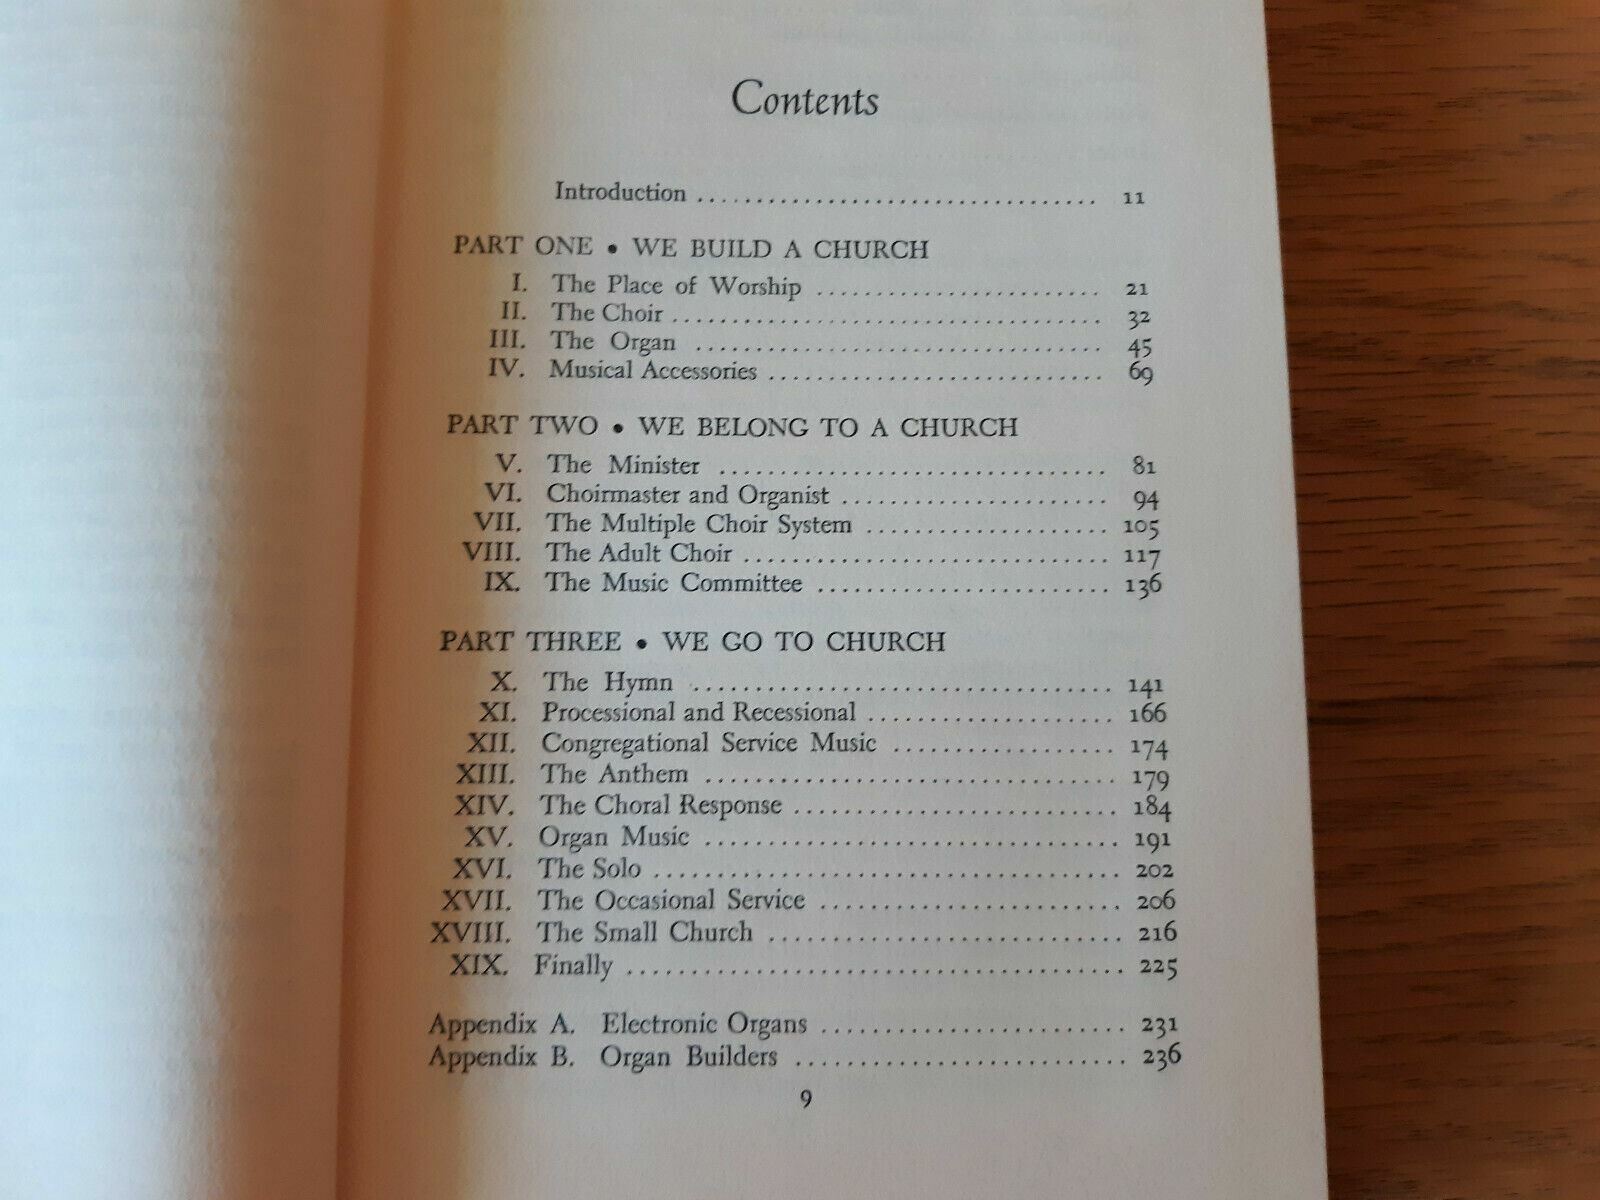 Contents
Introduction .................................. 11
PART ONE • WE BUILD A CHURCH
I. The Place of Worship ........................ 21
II. The Choir .................................... 32
III. The Organ .................................. 45
IV. Musical Accessories ............................ 69
PART TWO • WE BELONG TO A CHURCH
V. The Minister ................................ 81
VI. Choirmaster and Organist ....................... 94
VII. The Multiple Choir System ..................... 105
VIII. The Adult Choir ............................... 117
IX. The Music Committee ......................... 136
PART THREE • WE GO TO CHURCH
X. The Hymn ................................... 141
XI. Processional and Recessional ..................... 166
XII. Congregational Service Music ................... 174
XIII. The Anthem .................................. 179
XIV. The Choral Response ........................... 184
XV. Organ Music ................................... 191
XVI. The Solo ....................................... 202
XVII. The Occasional Service ......................... 206
XVIII. The Small Church .............................. 216
XIX. Finally ......................................... 225
Appendix A. Electronic Organs .......................... 231
Appendix B. Organ Builders ............................ 236
9